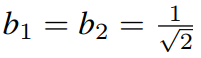 b₁ = b₂ = 1/√2